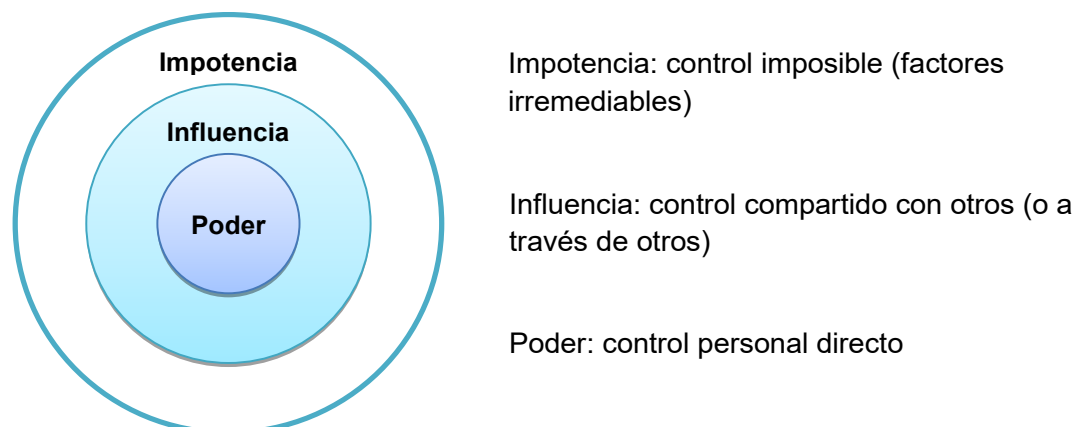 Impotencia
Influencia
Poder
Impotencia: control imposible (factores
irremediables)
Influencia: control compartido con otros (o a
través de otros)
Poder: control personal directo